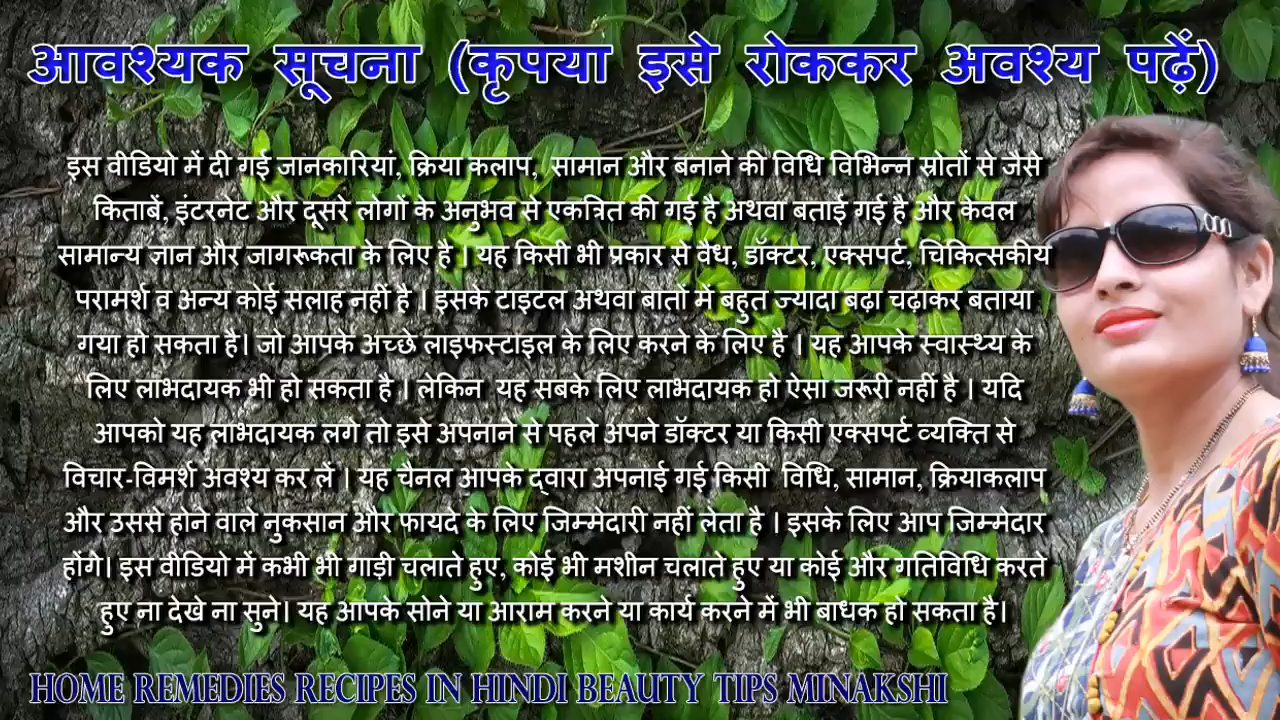 आवश्यक सूचना (कृपया इसे रोककर अवश्य पढ़ें)
इस वीडियो में दी गई जानकारियां, क्रिया कलाप, सामान और बनाने की विधि विभिन्न स्रोतों से जैसे
किताबें, इंटरनेट और दूसरे लोगों के अनुभव से एकत्रित की गई है अथवा बताई गई है और केवल
सामान्य ज्ञान और जागरूकता के लिए है । यह किसी भी प्रकार से वैध, डॉक्टर, एक्सपर्ट, चिकित्सकीय
परामर्श व अन्य कोई सलाह नहीं है । इसके टाइटल अथवा बातों में बहुत ज्यादा बढ़ा चढ़ाकर बताया
गया हो सकता है। जो आपके अच्छे लाइफस्टाइल के लिए करने के लिए है । यह आपके स्वास्थ्य के
लिए लाभदायक भी हो सकता है । लेकिन यह सबके लिए लाभदायक हो ऐसा जरूरी नहीं है । यदि
आपको यह लाभदायक लगे तो इसे अपनाने से पहले अपने डॉक्टर या किसी एक्सपर्ट व्यक्ति से
विचार-विमर्श अवश्य कर लें । यह चैनल आपके द्वारा अपनाई गई किसी विधि, सामान, क्रियाकलाप
और उससे होने वाले नुकसान और फायदे के लिए जिम्मेदारी नहीं लेता है । इसके लिए आप जिम्मेदार
होंगे। इस वीडियो में कभी भी गाड़ी चलाते हुए, कोई भी मशीन चलाते हुए या कोई और गतिविधि करते
हुए ना देखे ना सुने। यह आपके सोने या आराम करने या कार्य करने में भी बाधक हो सकता है।
HOME REMEDIES RECIPES IN HINDI BEAUTY TIPS MINAKSHI